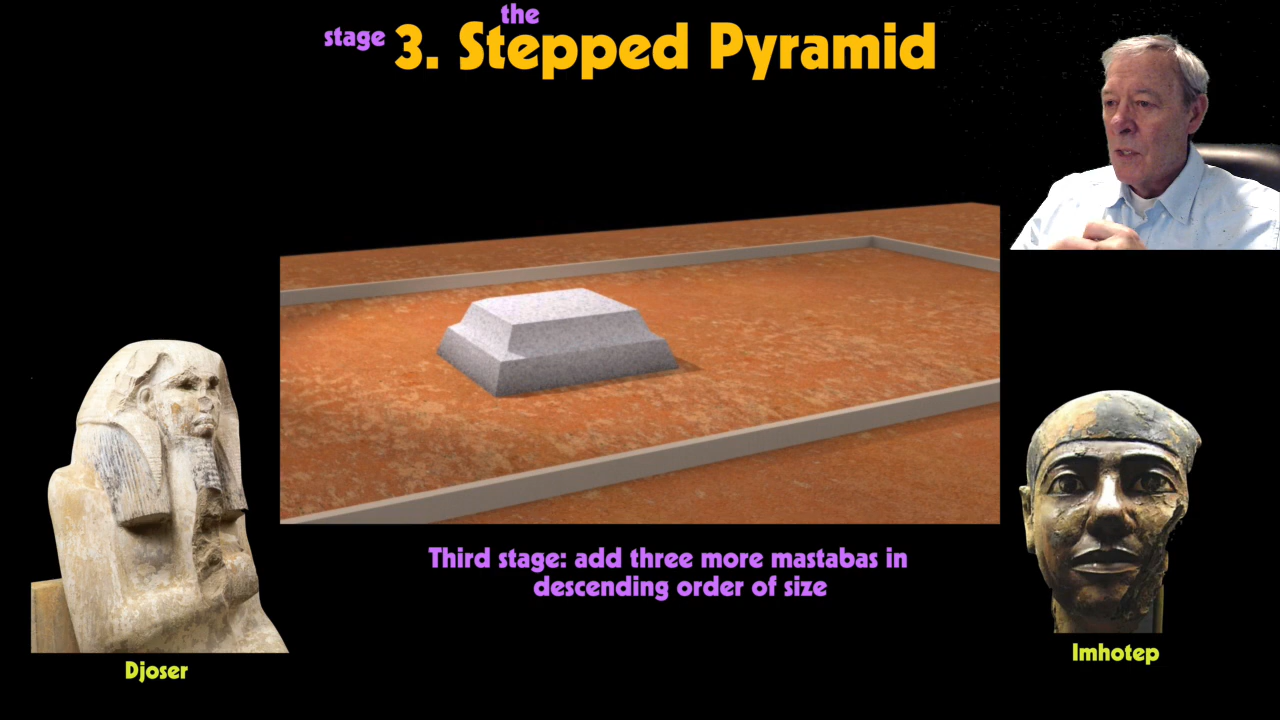 the
stage 3. Stepped Pyramid
Third stage: add three more mastabas in
descending order of size
Djoser
Imhotep